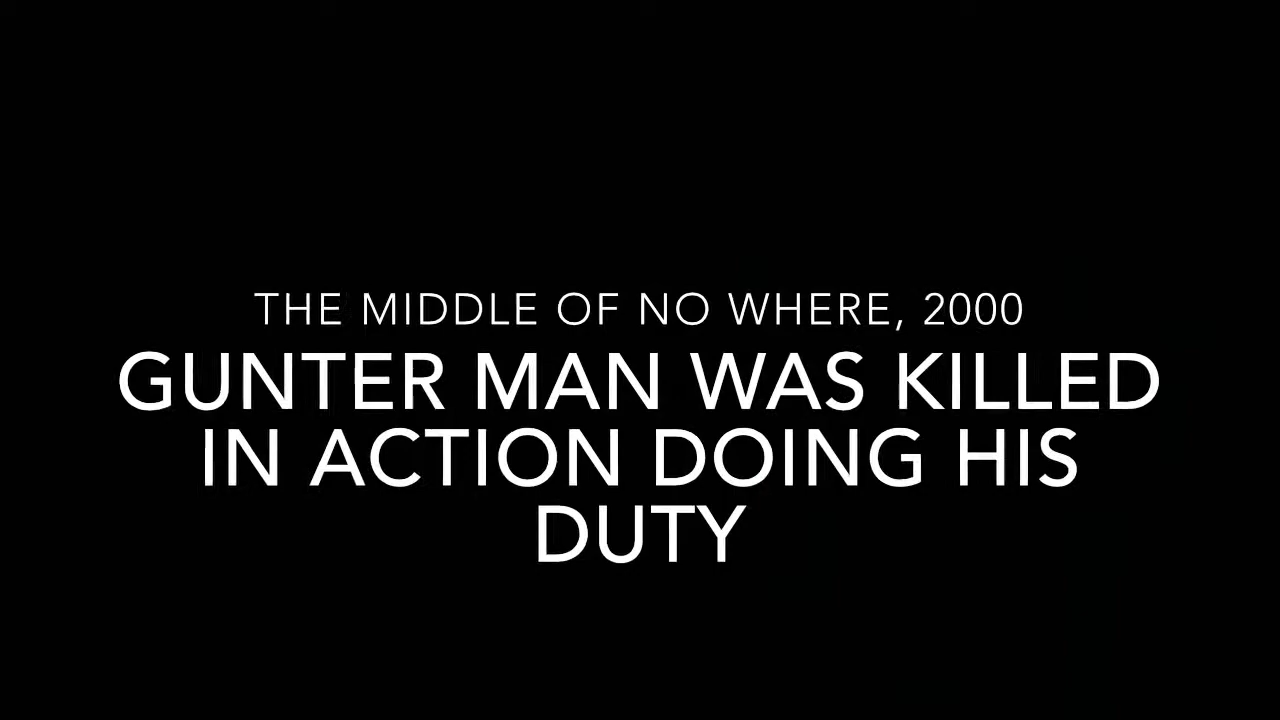 THE MIDDLE OF NO WHERE, 2000
GUNTER MAN WAS KILLED
IN ACTION DOING HIS
DUTY